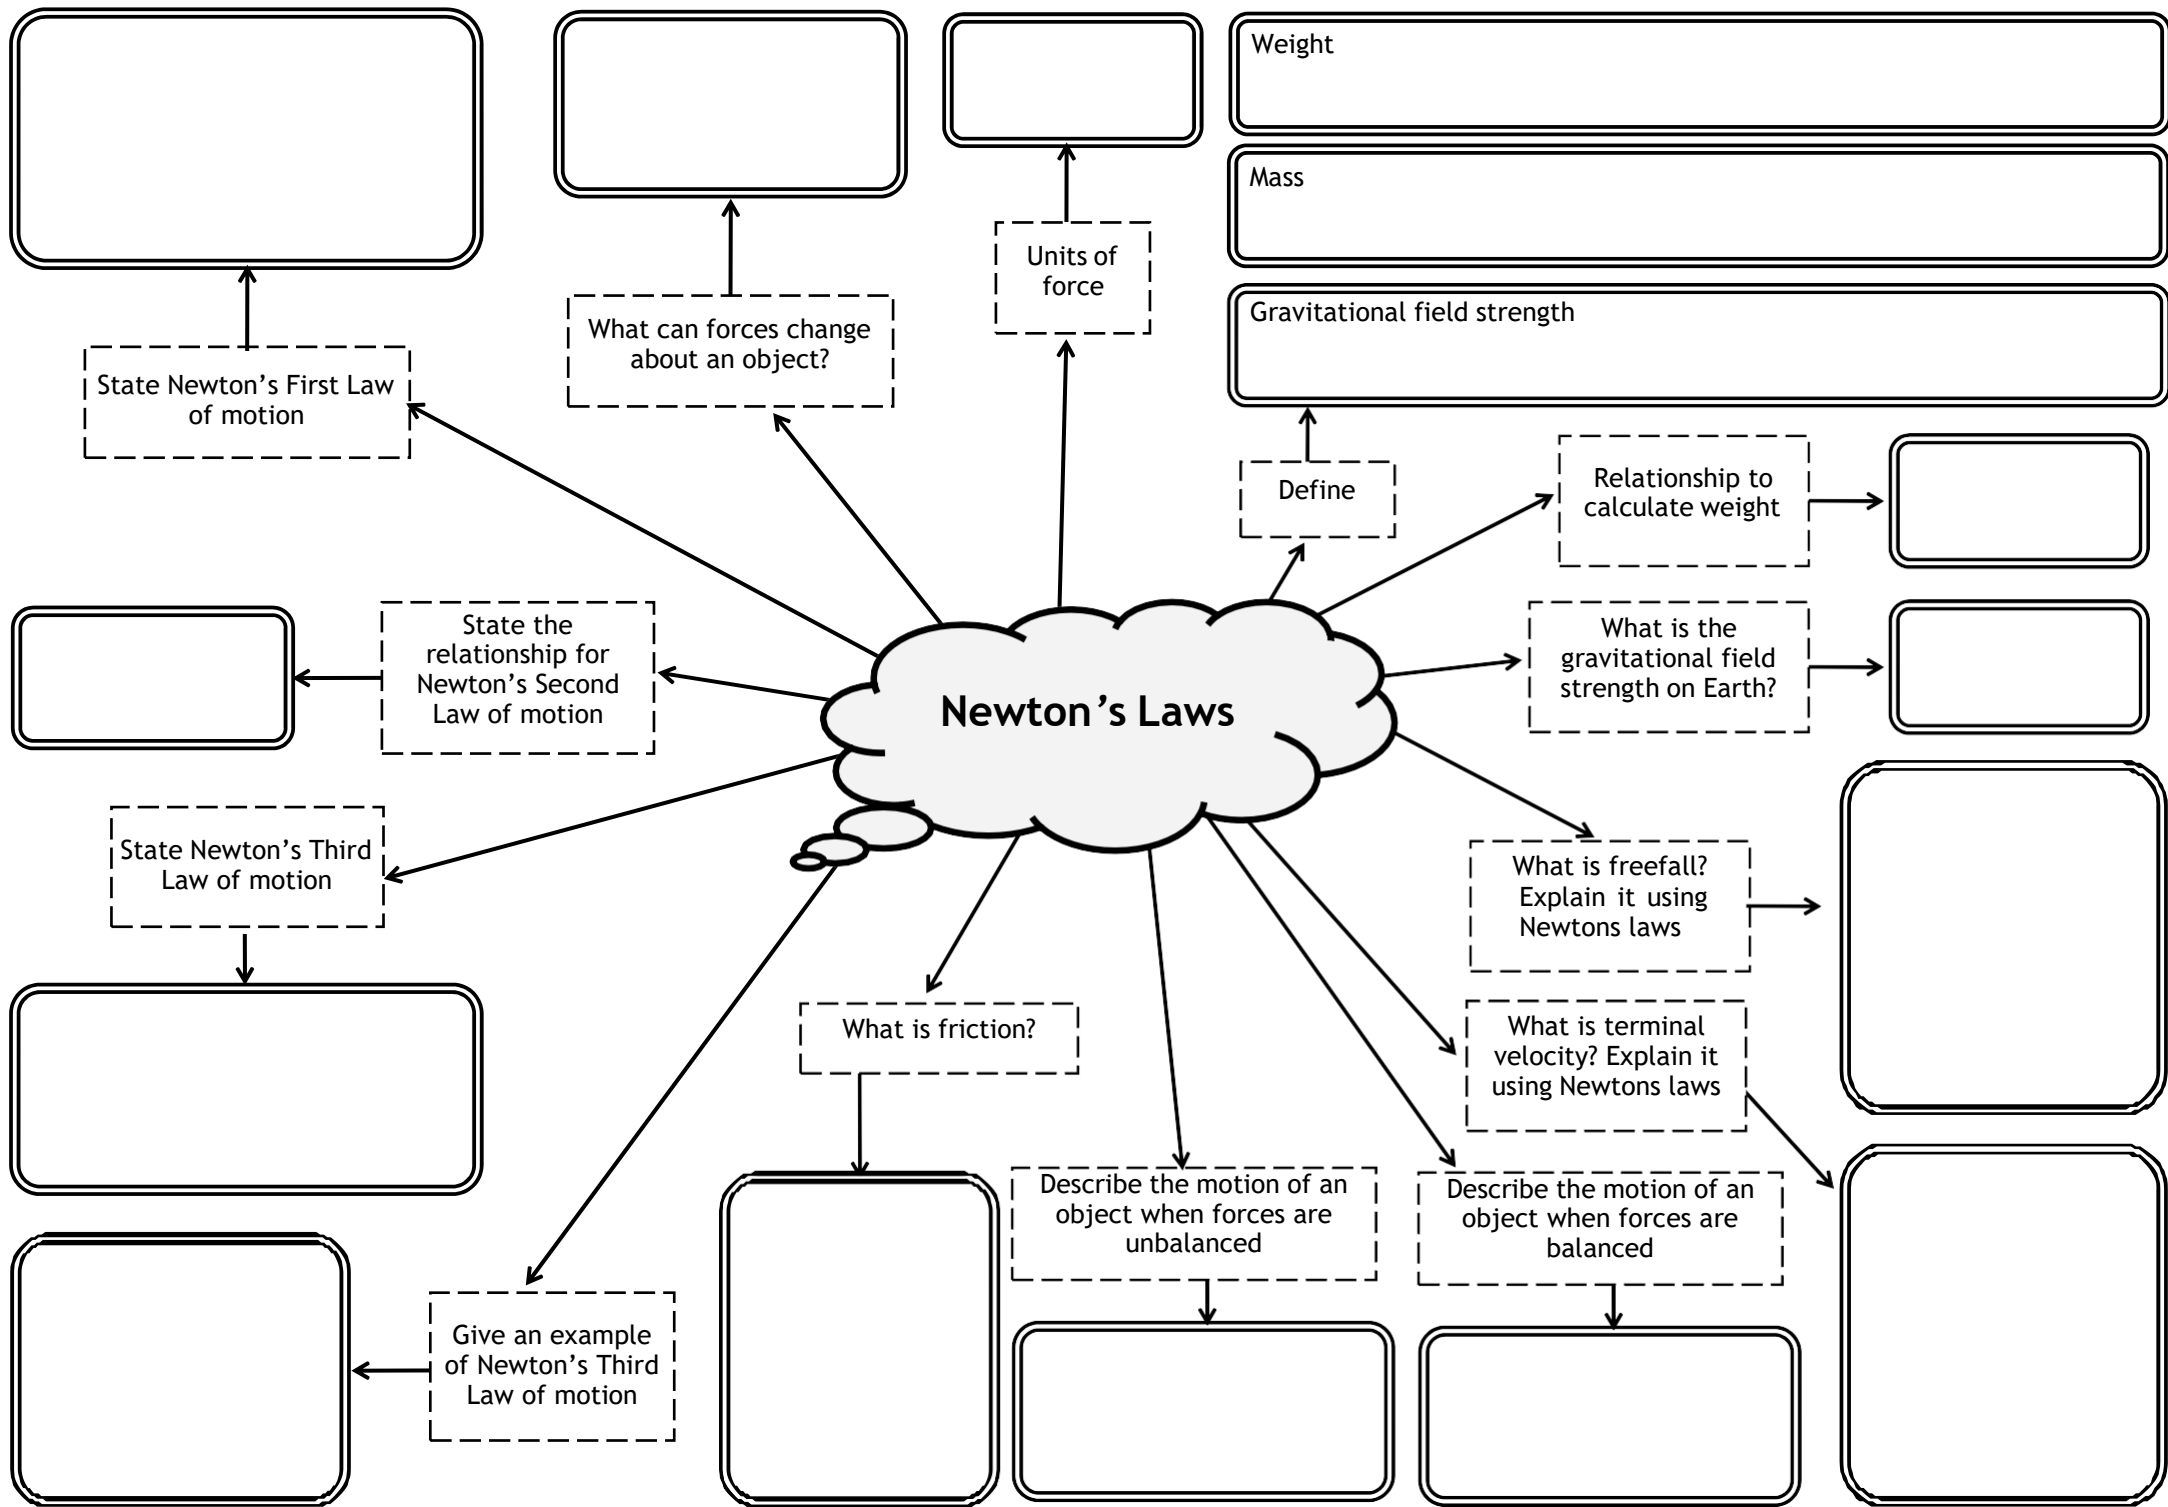 Weight
Mass
Gravitational field strength
Units of
force
What can forces change
about an object?
State Newton’s First Law
of motion
Define
Relationship to
calculate weight
State the
relationship for
Newton’s Second
Law of motion
What is the
gravitational field
strength on Earth?
Newton’s Laws
State Newton’s Third
Law of motion
What is freefall?
Explain it using
Newtons laws
What is friction?
What is terminal
velocity? Explain it
using Newtons laws
Describe the motion of an
object when forces are
unbalanced
Describe the motion of an
object when forces are
balanced
Give an example
of Newton’s Third
Law of motion